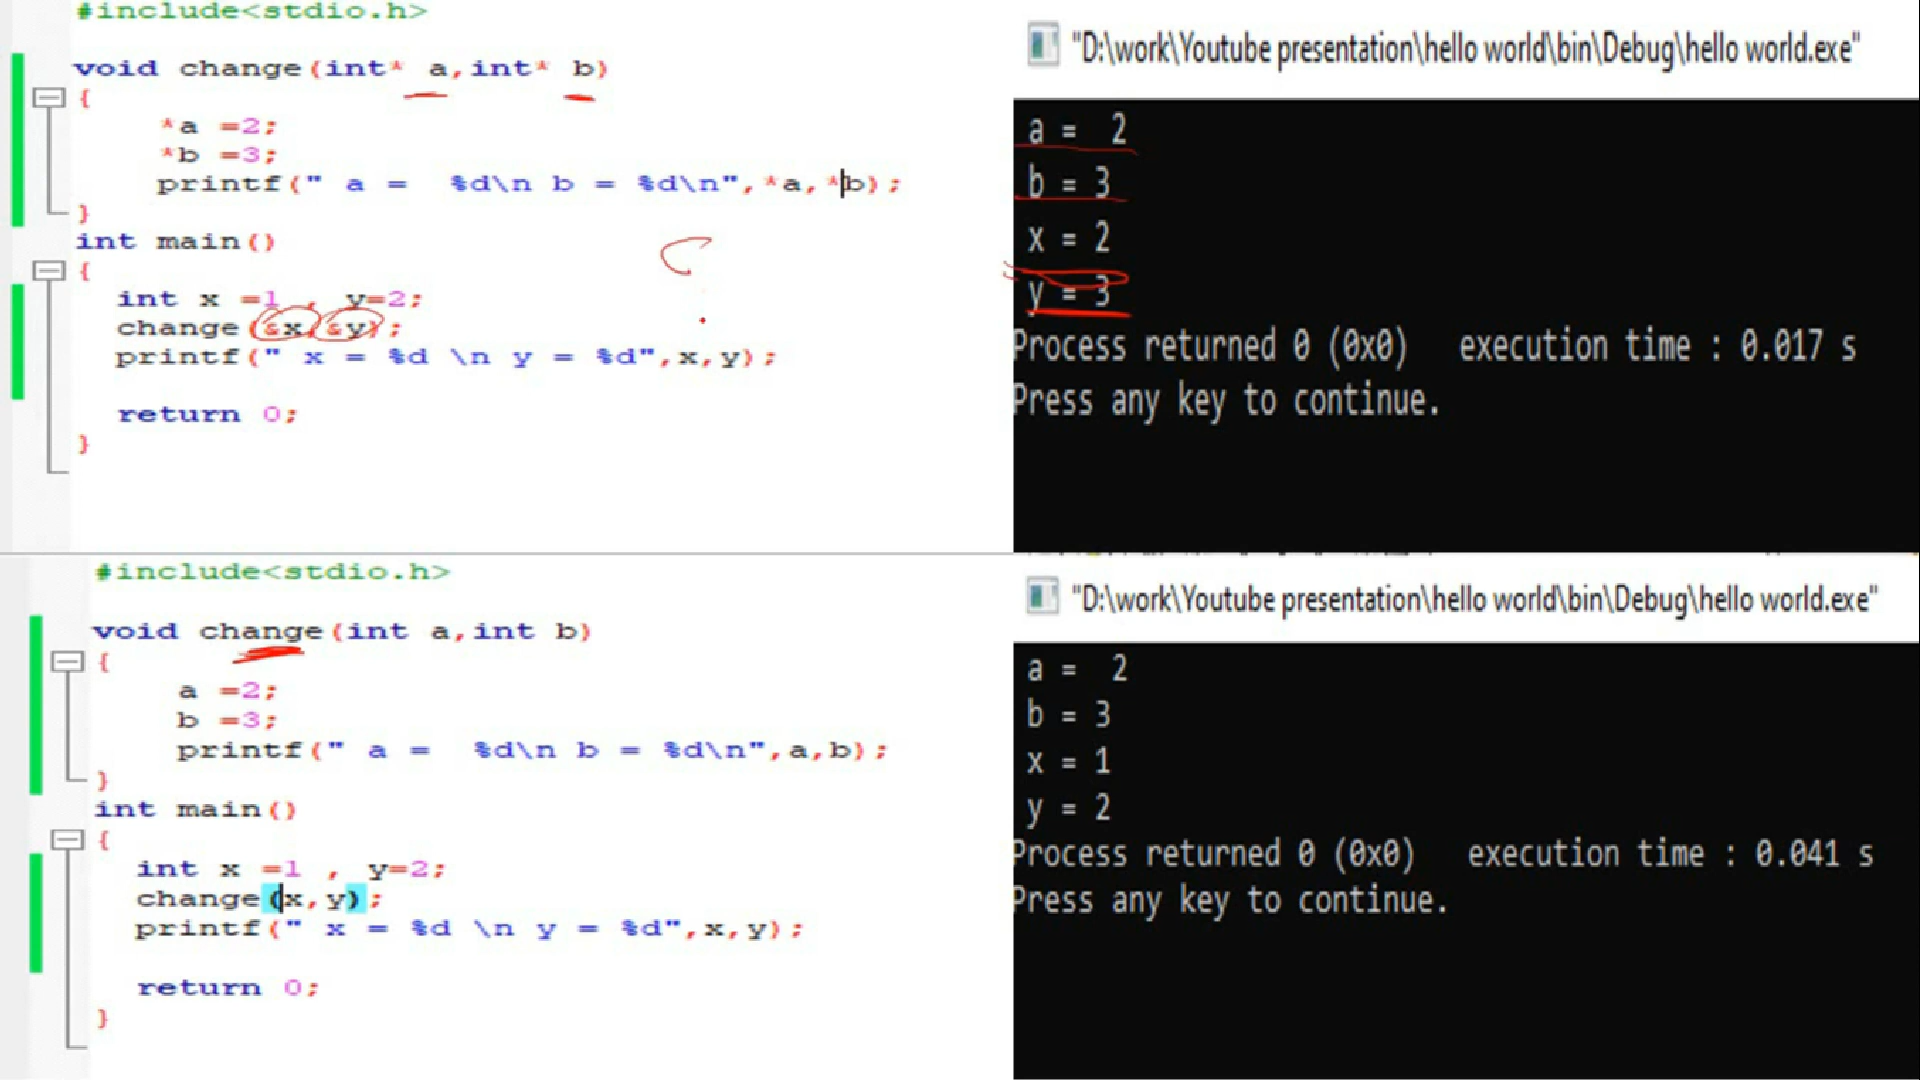 #include<stdio.h>
void change(int* a,int* b)
{
*a =2;
*b =3;
printf(" a =  %d\n b = %d\n",*a,*b);
}
int main()
{
int x =1 , y=2;
change(&x,&y);
printf(" x = %d \n y = %d",x,y);
return 0;
}
"D:\work\Youtube presentation\hello world\bin\Debug\hello world.exe"
a =  2
b = 3
x = 2
y = 3
Process returned 0 (0x0)   execution time : 0.017 s
Press any key to continue.
#include<stdio.h>
void change(int a,int b)
{
a =2;
b =3;
printf(" a =  %d\n b = %d\n",a,b);
}
int main()
{
int x =1 , y=2;
change(x,y);
printf(" x = %d \n y = %d",x,y);
return 0;
}
"D:\work\Youtube presentation\hello world\bin\Debug\hello world.exe"
a =  2
b = 3
x = 1
y = 2
Process returned 0 (0x0)   execution time : 0.041 s
Press any key to continue.